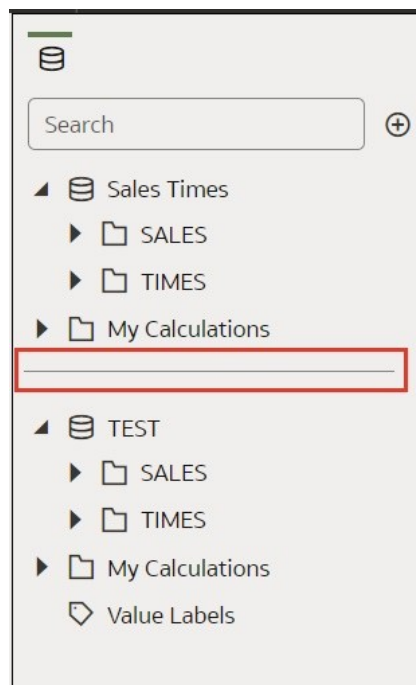 Search
Sales Times
SALES
TIMES
My Calculations
TEST
SALES
TIMES
My Calculations
Value Labels